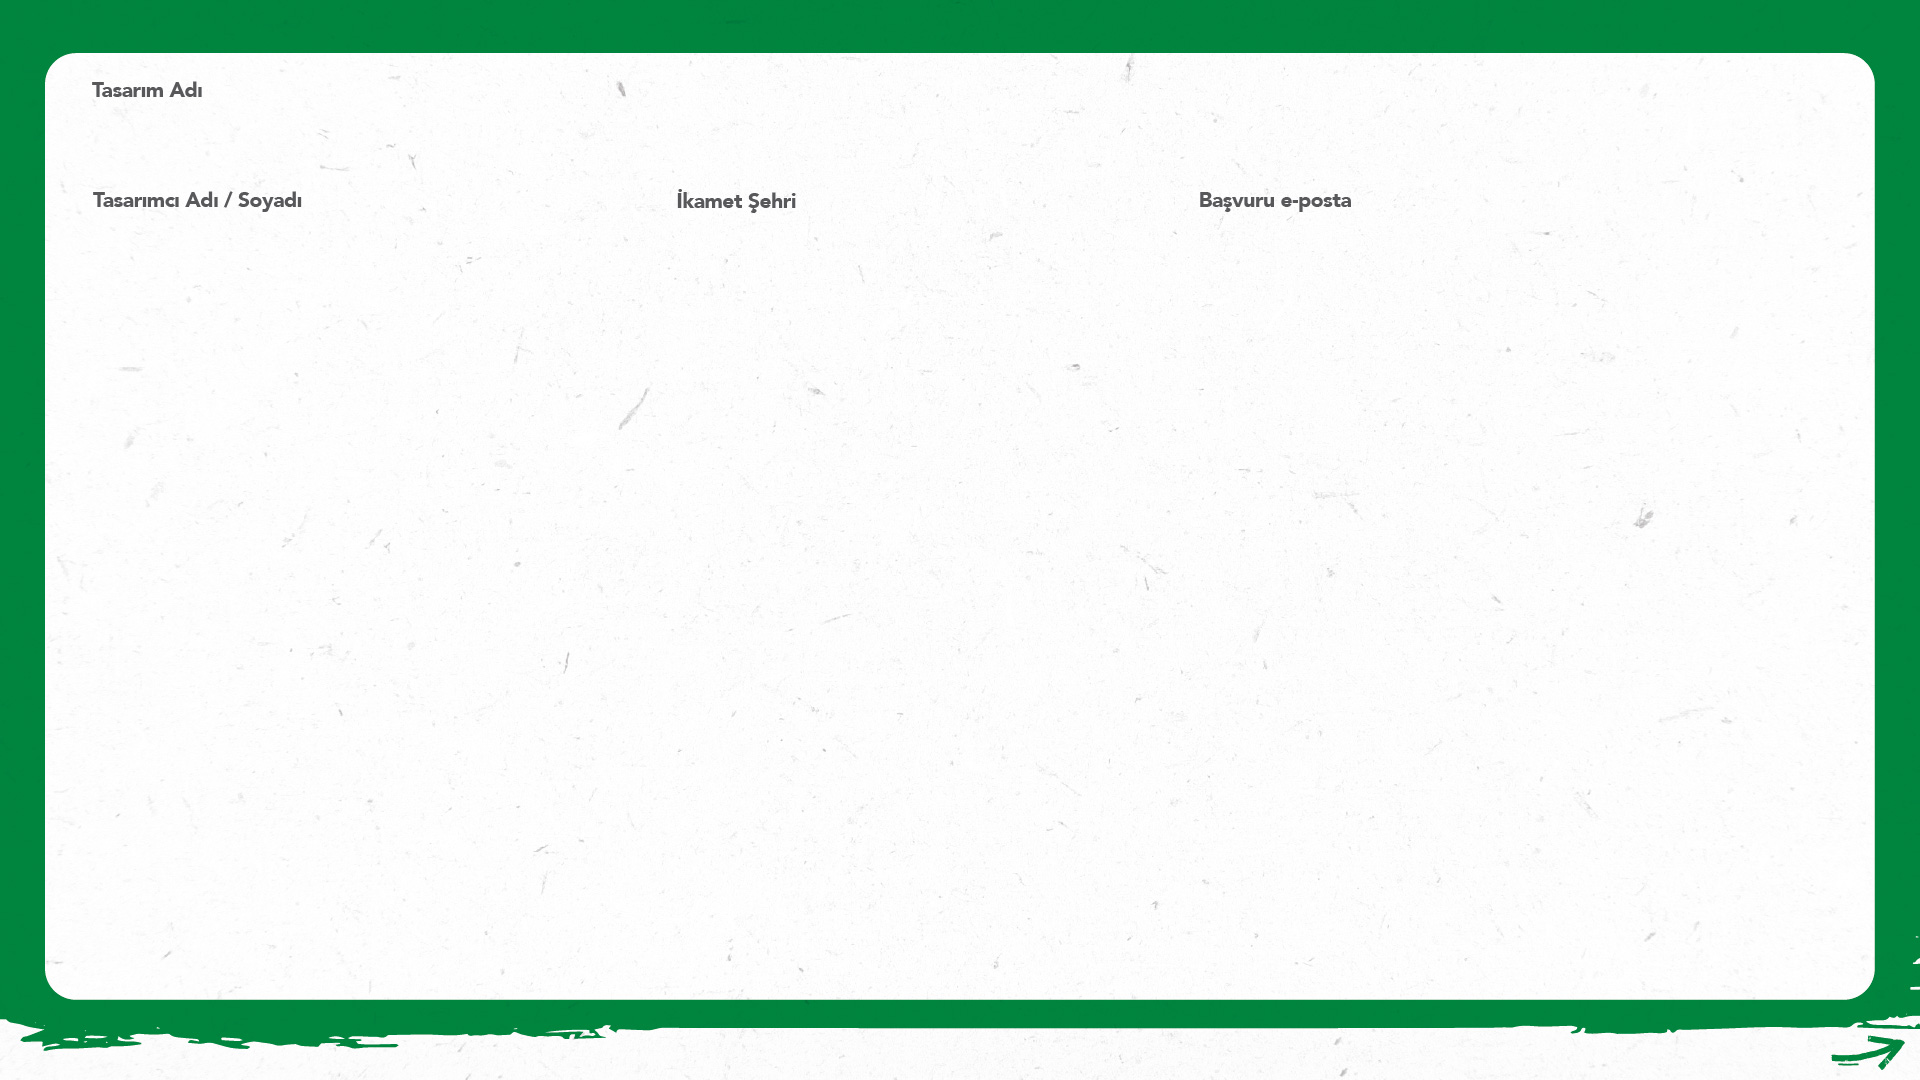 Tasarım Adı
Tasarımcı Adı / Soyadı
İkamet Şehri
Başvuru e-posta